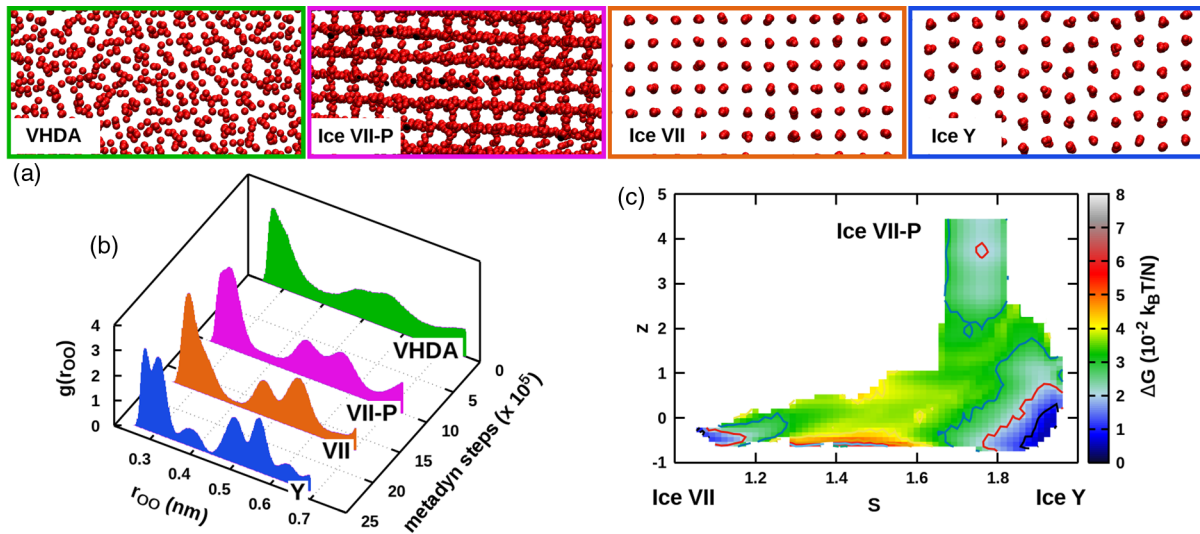 VHDA
Ice VII-P
Ice VII
Ice Y
(a)
(b)
g(rOO)
4
3
2
1
0
0.3
0.4
0.5
0.6
0.7
rOO (nm)
VHDA
VII-P
VII
Y
0
5
10
15
20
25
metadyn steps (x 10⁵)
(c)
5
4
3
2
1
0
-1
z
Ice VII-P
1.2
1.4
1.6
1.8
Ice VII
S
Ice Y
8
7
6
5
4
3
2
1
0
ΔG (10⁻² kBT/N)